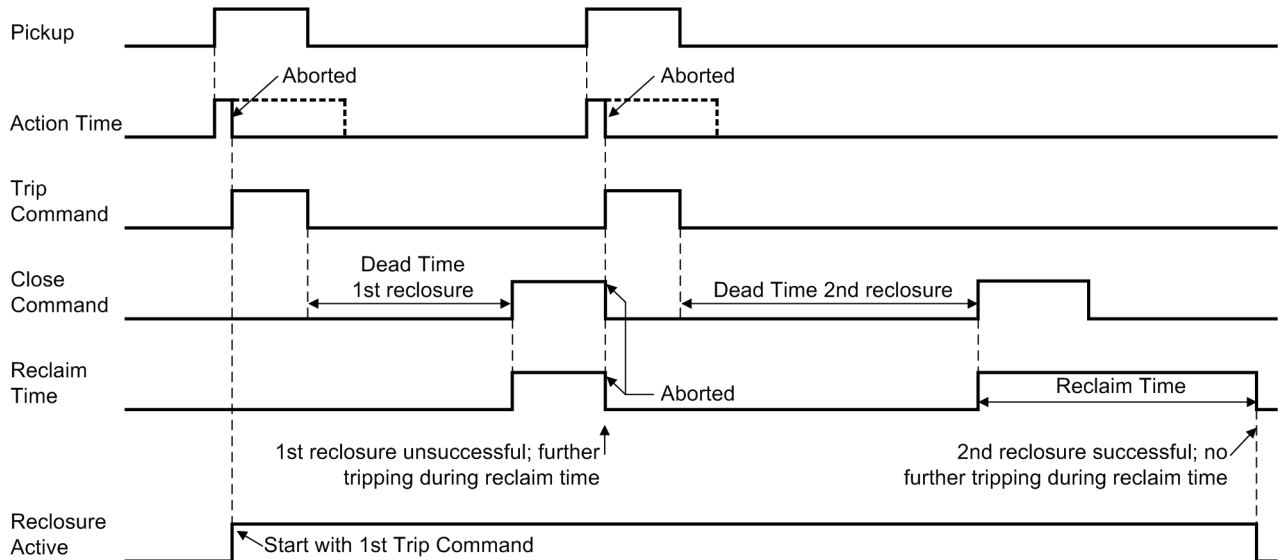 Pickup
Aborted
Aborted
Action Time
Trip
Command
Close
Command
Dead Time
1st reclosure
Dead Time 2nd reclosure
Reclaim
Time
Aborted
Reclaim Time
1st reclosure unsuccessful; further
tripping during reclaim time
2nd reclosure successful; no
further tripping during reclaim time
Reclosure
Active
Start with 1st Trip Command